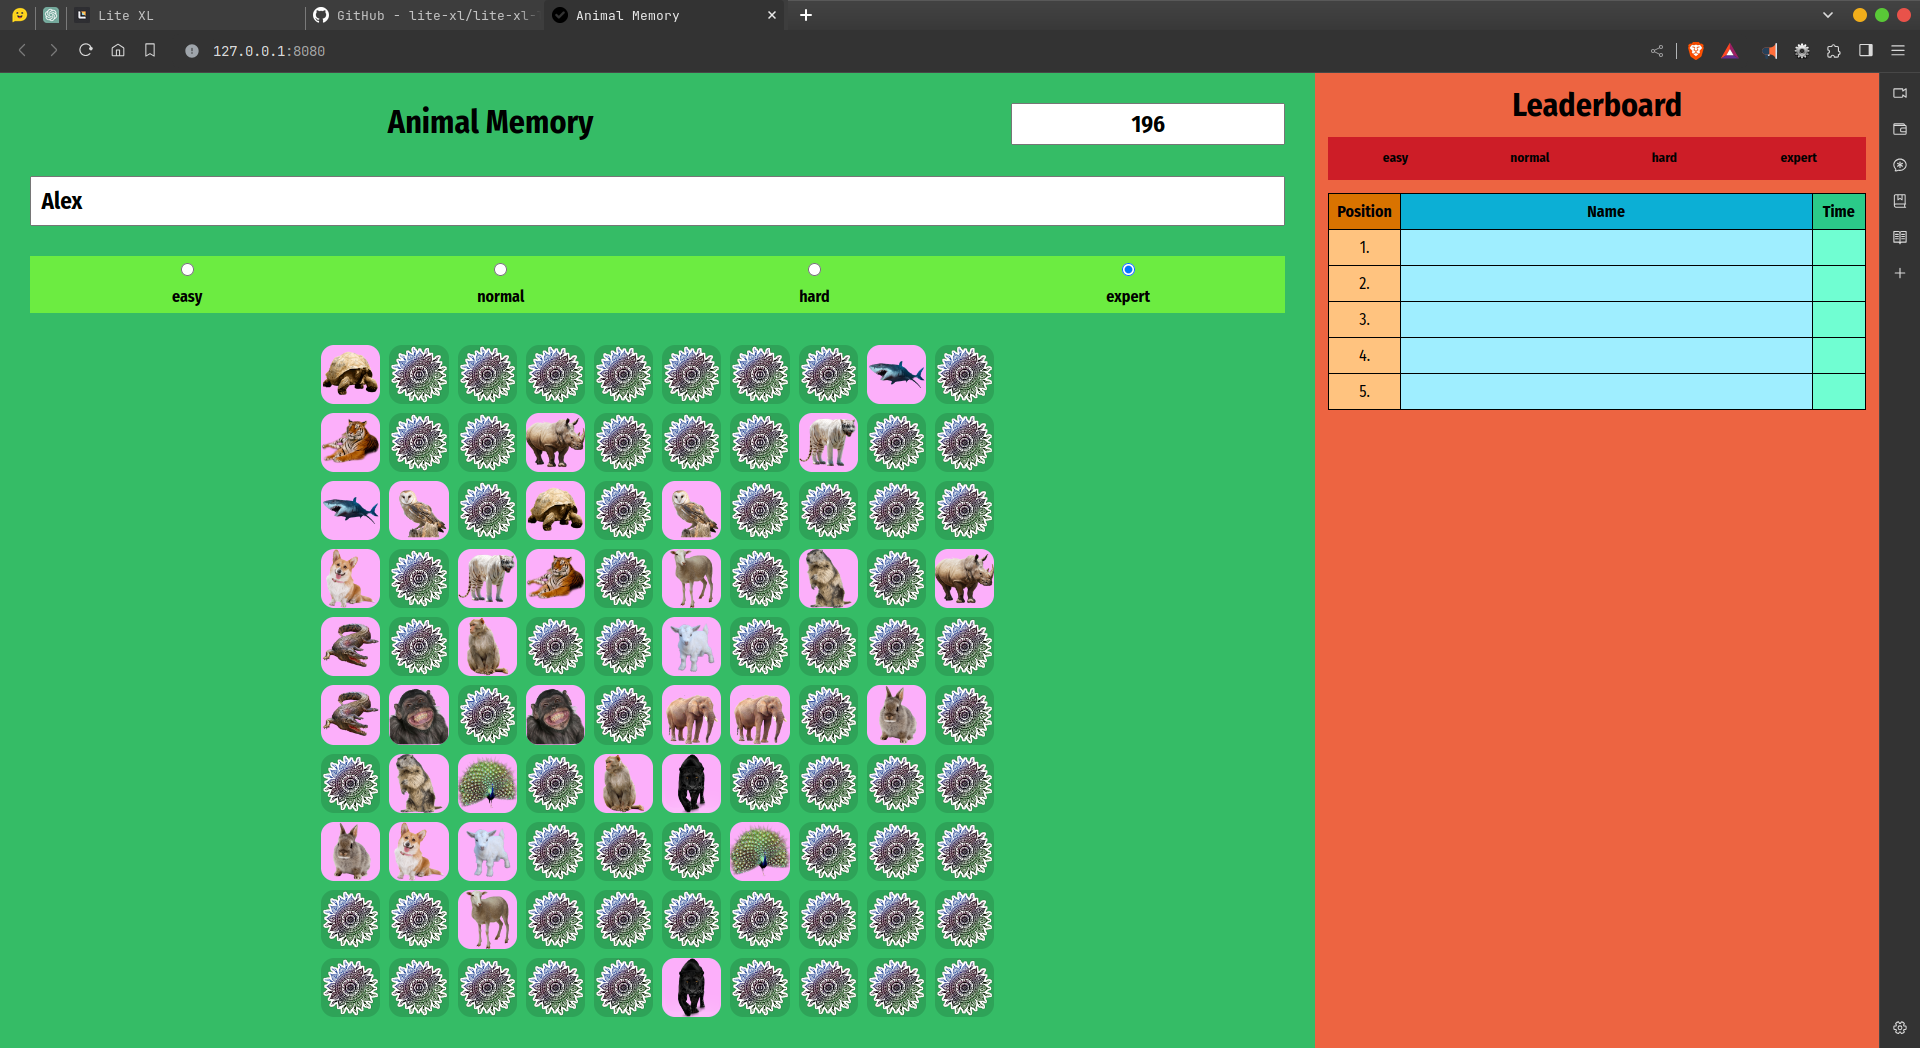 Lite XL
GitHub - lite-xl/lite-xl-
Animal Memory
127.0.0.1:8080
Animal Memory
196
Alex
easy
normal
hard
expert
Leaderboard
easy
normal
hard
expert
Position
Name
Time
1.
2.
3.
4.
5.